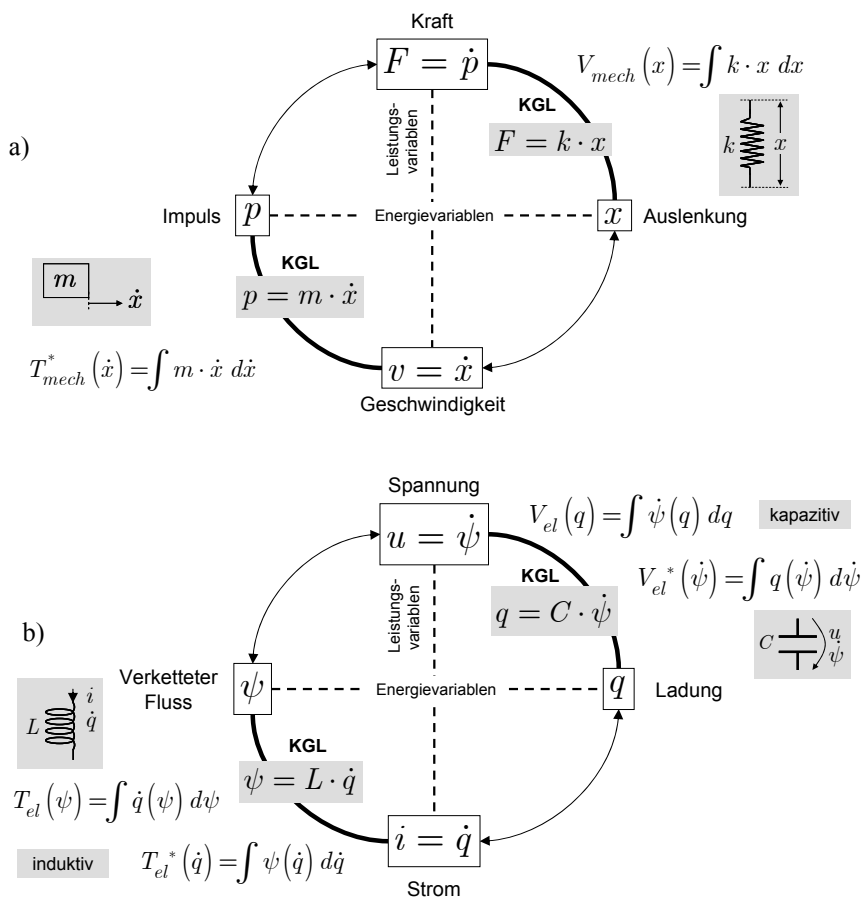 Kraft
F = ṗ
V_mech (x) = ∫ k · x dx
KGL
F = k · x
Leistungs-
variablen
k
x
a)
Impuls
p
Energievariablen
x
Auslenkung
m
ẋ
KGL
p = m · ẋ
T*_mech (ẋ) = ∫ m · ẋ dẋ
v = ẋ
Geschwindigkeit
Spannung
u = ψ̇
V_el (q) = ∫ ψ̇ (q) dq
kapazitiv
KGL
q = C · ψ̇
V_el* (ψ̇) = ∫ q (ψ̇) dψ̇
Leistungs-
variablen
C
u
ψ̇
b)
Verketteter
Fluss
ψ
Energievariablen
q
Ladung
i
L
q̇
KGL
ψ = L · q̇
T_el (ψ) = ∫ q̇ (ψ) dψ
i = q̇
induktiv
T_el* (q̇) = ∫ ψ (q̇) dq̇
Strom